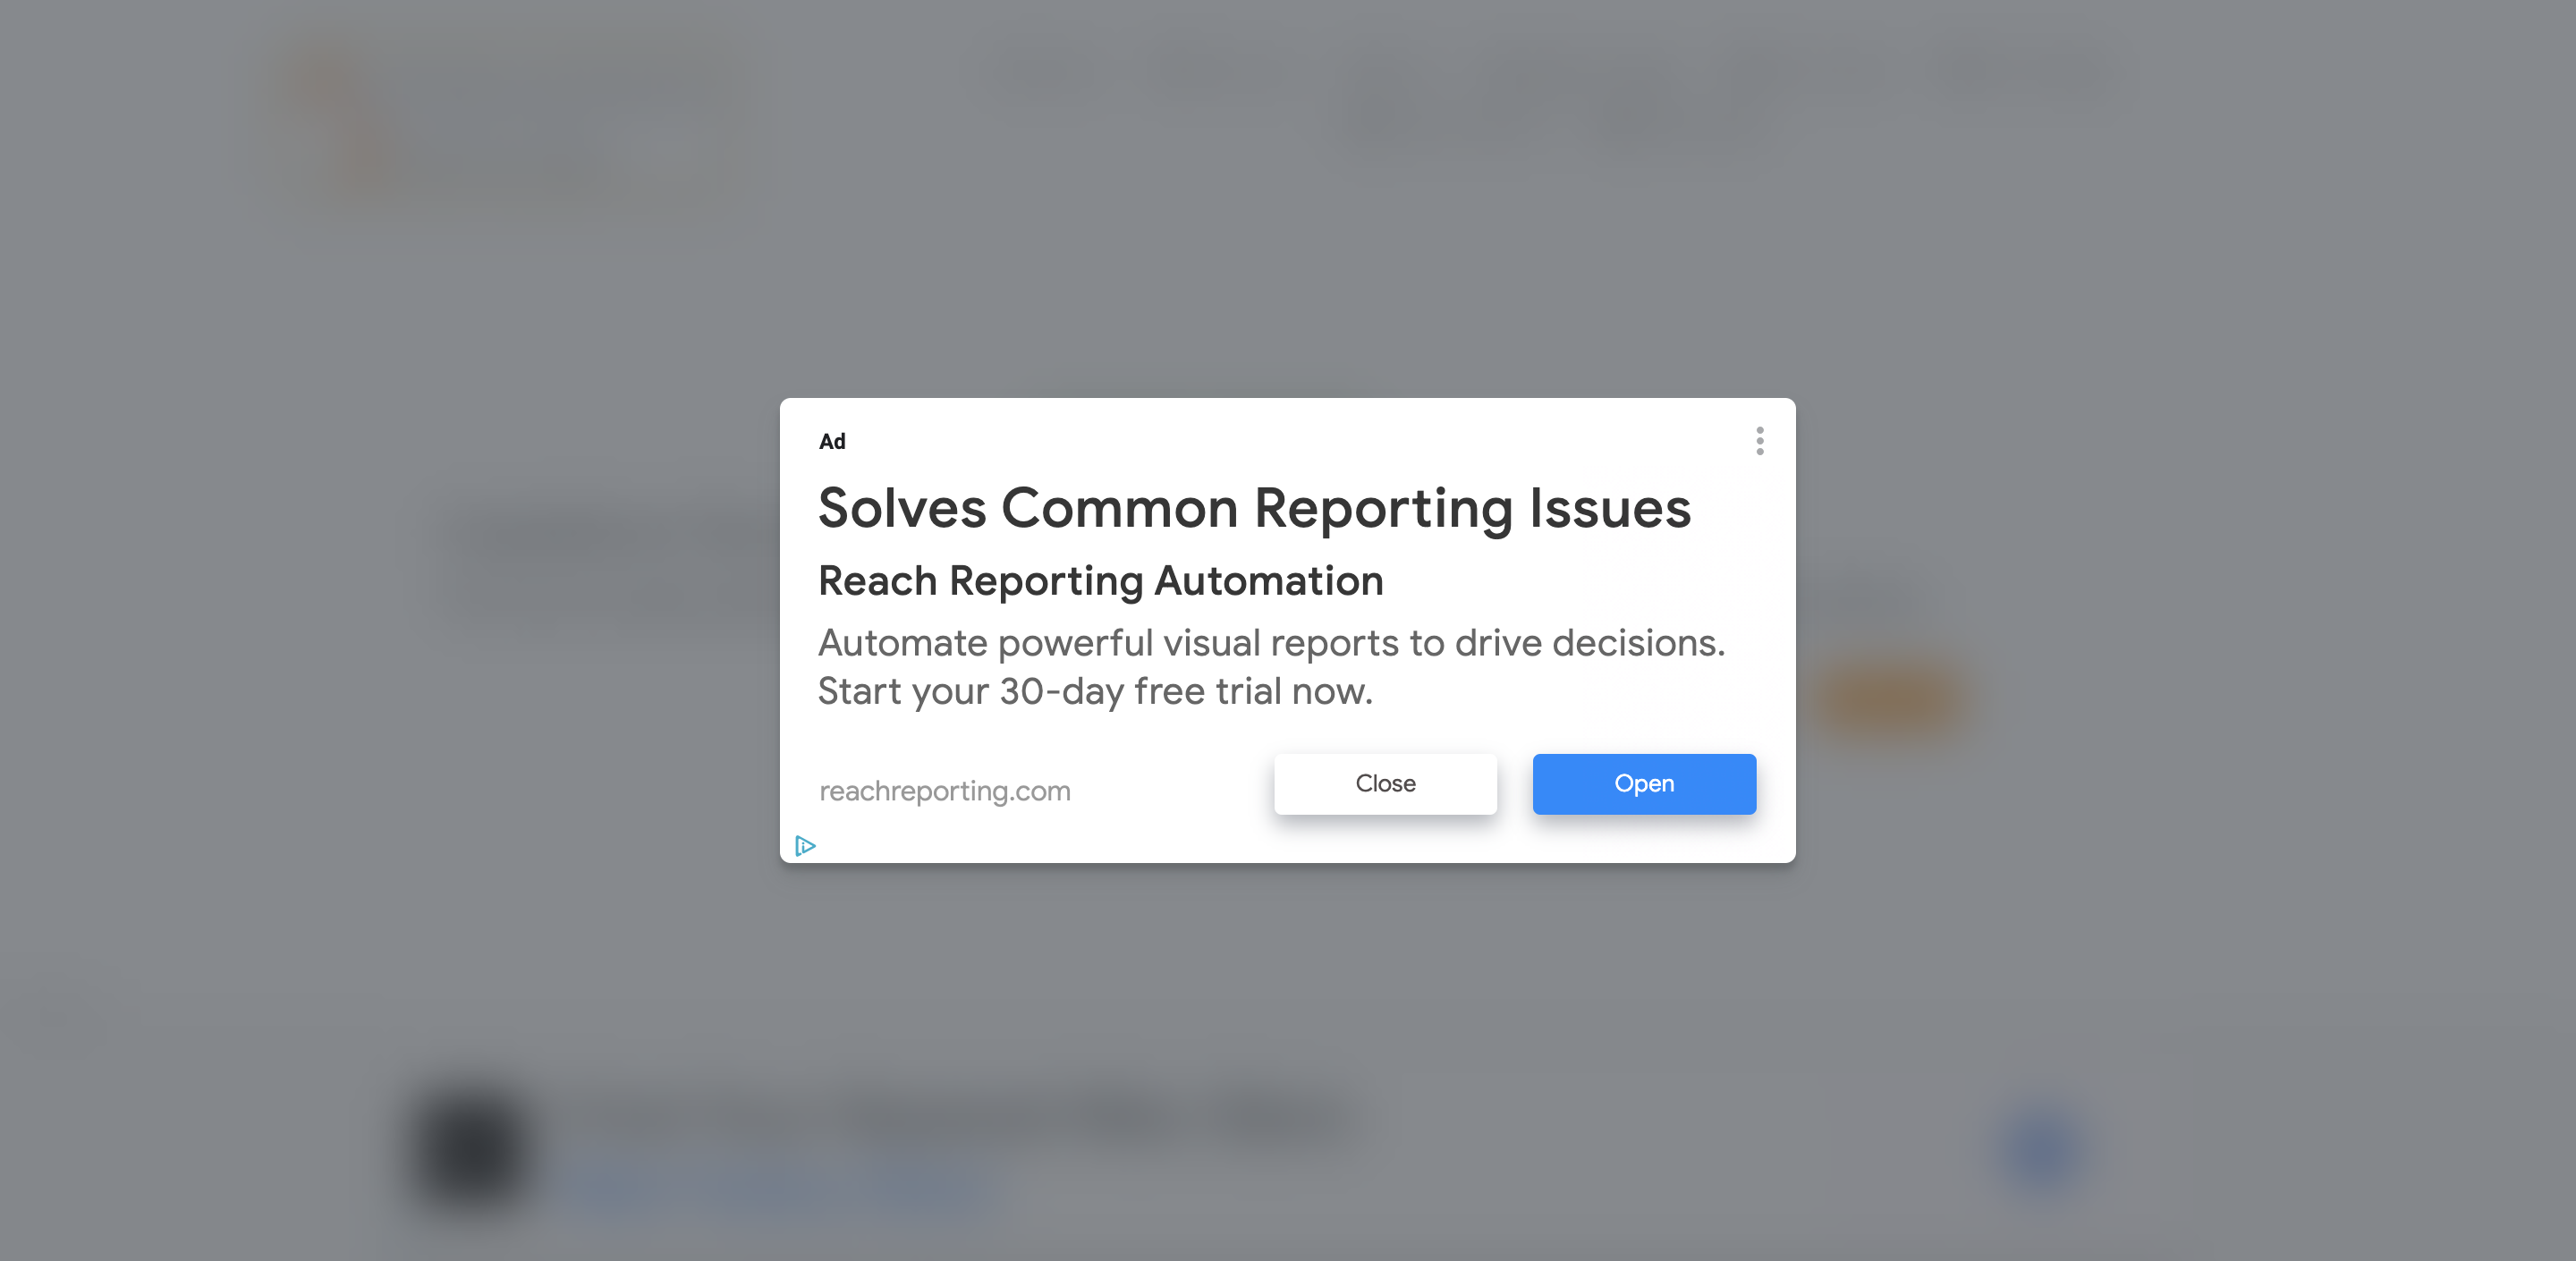 Ad
Solves Common Reporting Issues
Reach Reporting Automation
Automate powerful visual reports to drive decisions.
Start your 30-day free trial now.
reachreporting.com
Close
Open